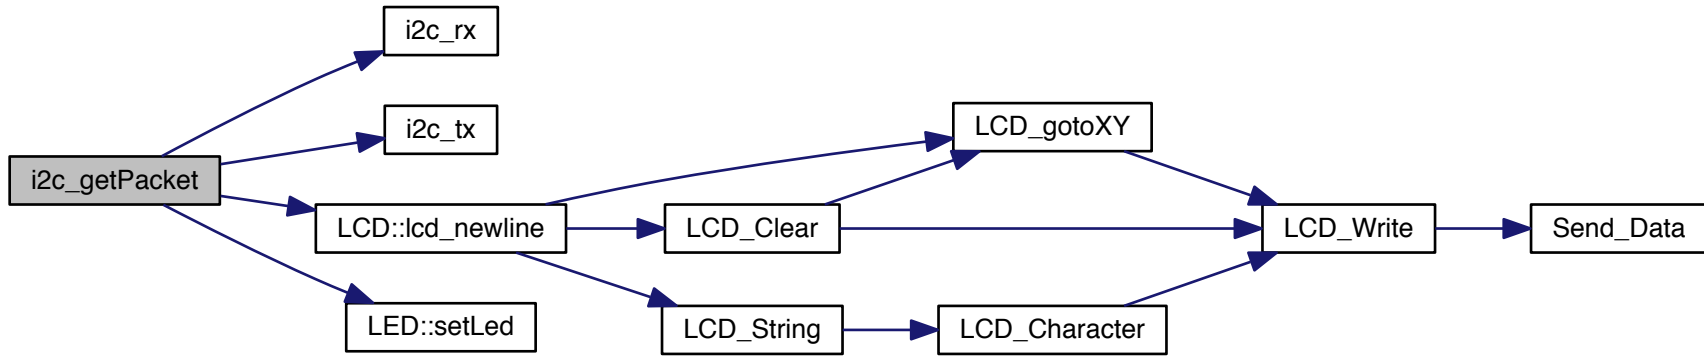 i2c_rx
i2c_tx
LCD_gotoXY
i2c_getPacket
LCD::lcd_newline
LCD_Clear
LCD_Write
Send_Data
LED::setLed
LCD_String
LCD_Character